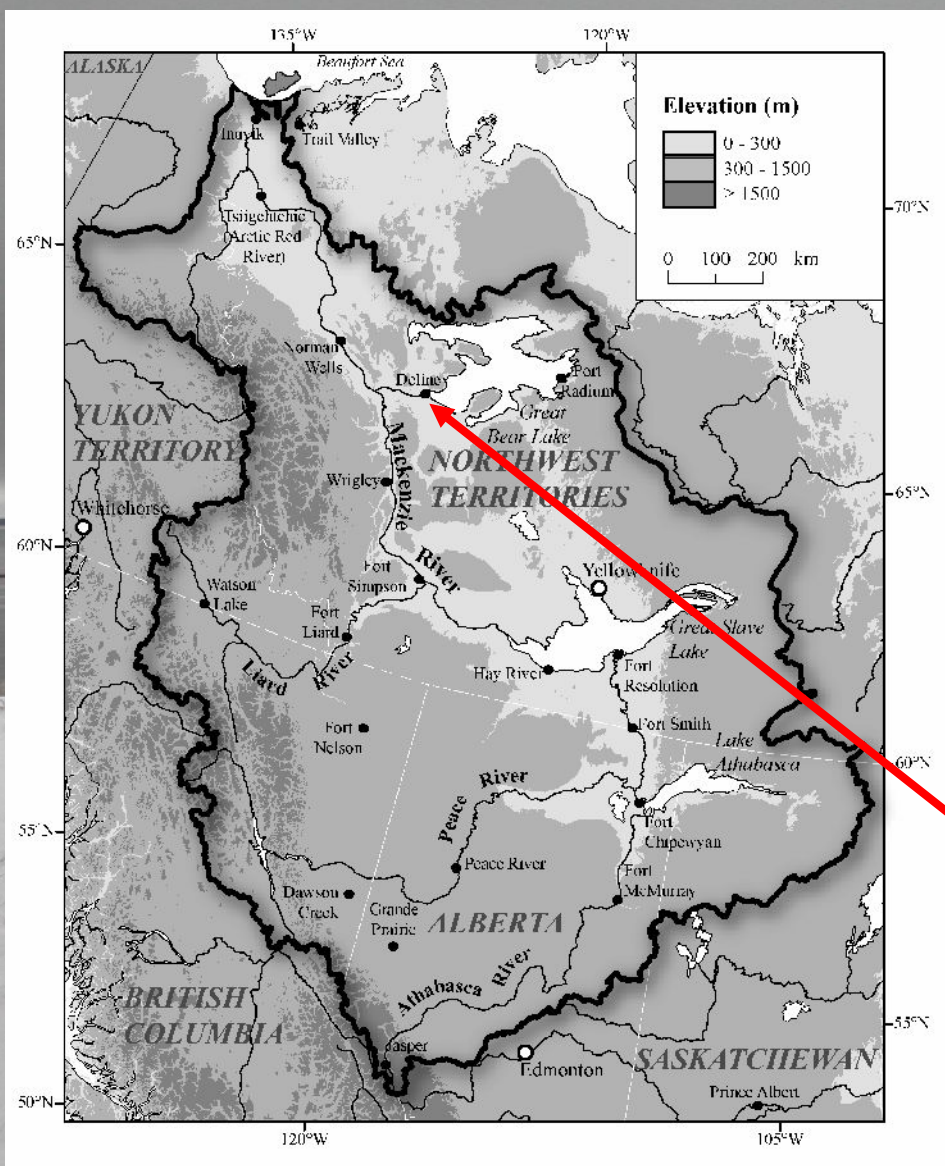 135°W
120°W
ALASKA
Beaufort Sea
Elevation (m)
0 - 300
300 - 1500
> 1500
0 100 200 km
Inuvik
Trail Valley
70°N
65°N
Tsiigehtchic
(Arctic Red
River)
Norman
Wells
Deline
Port
Radium
Great
Bear Lake
YUKON
TERRITORY
Mackenzie
River
NORTHWEST
TERRITORIES
Wrigley
65°N
Whitehorse
60°N
Fort
Simpson
Yellowknife
Watson
Lake
Fort
Liard
Great Slave
Lake
Liard River
Hay River
Fort
Resolution
Fort
Nelson
Fort Smith
Lake
Athabasca
60°N
Peace River
Fort
Chipewyan
55°N
Peace River
Fort
McMurray
Dawson
Creek
Grande
Prairie
ALBERTA
Athabasca River
BRITISH
COLUMBIA
55°N
Jasper
Edmonton
SASKATCHEWAN
Prince Albert
50°N
120°W
105°W